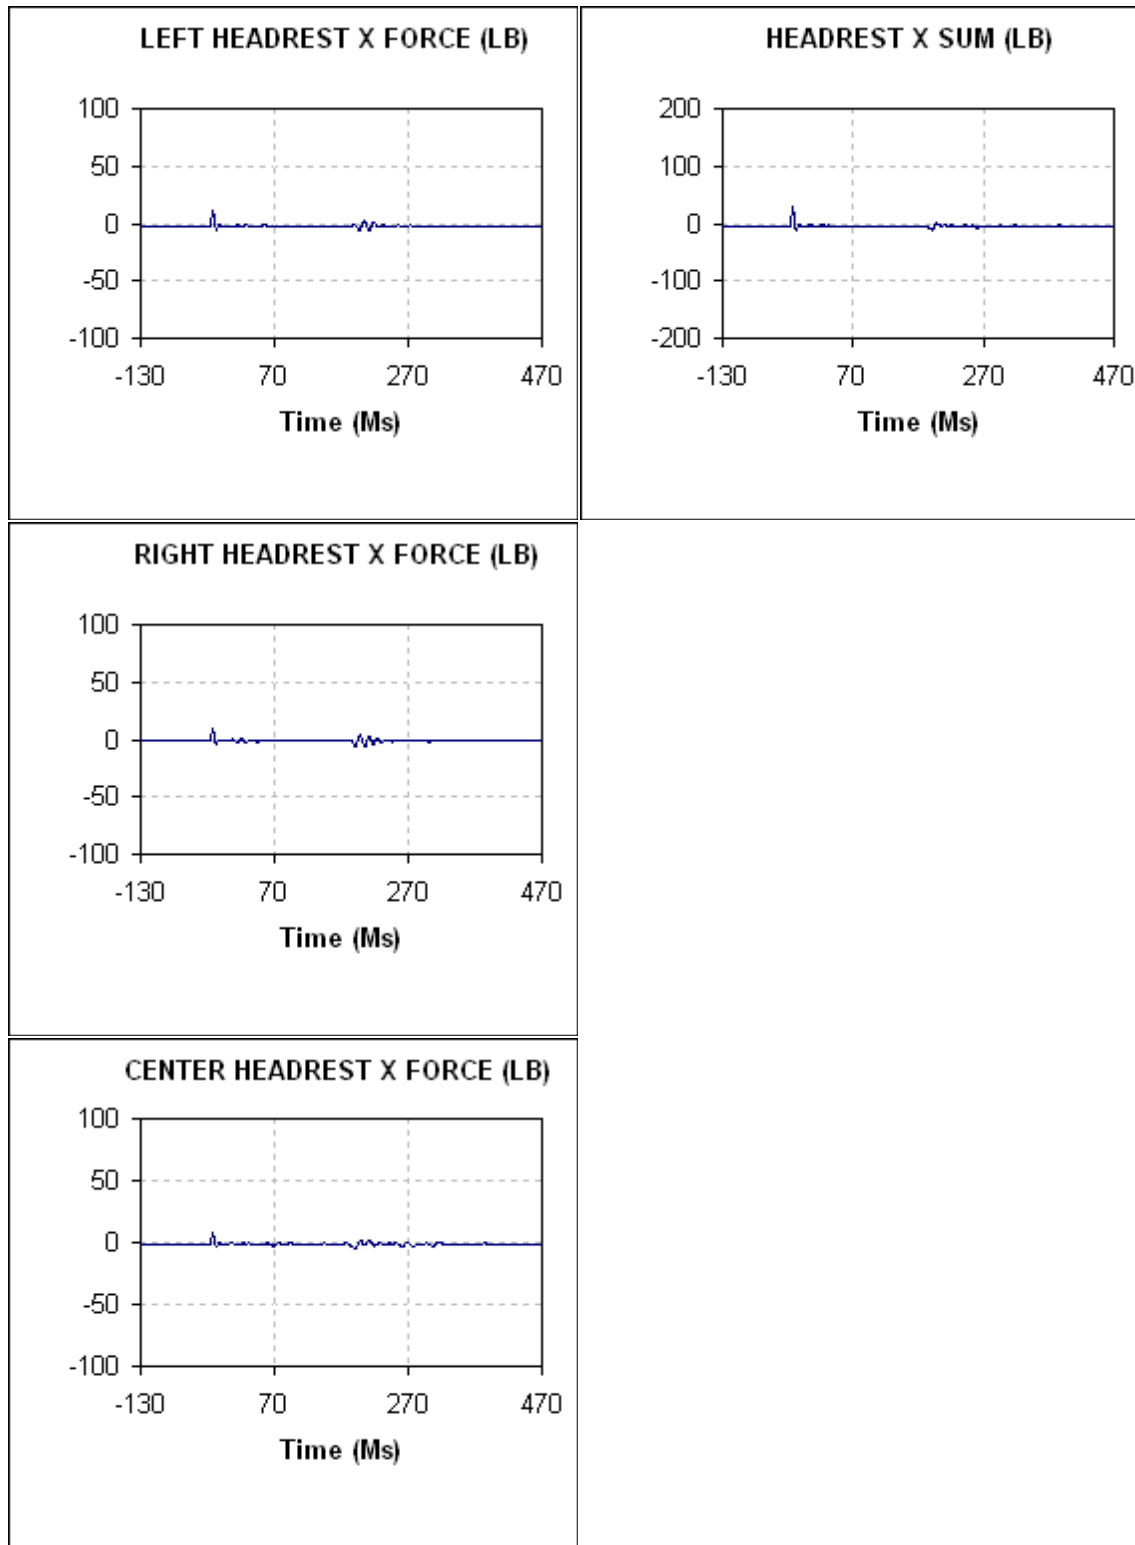 LEFT HEADREST X FORCE (LB)
100
50
0
-50
-100
-130 70 270 470
Time (Ms)
HEADREST X SUM (LB)
200
100
0
-100
-200
-130 70 270 470
Time (Ms)
RIGHT HEADREST X FORCE (LB)
100
50
0
-50
-100
-130 70 270 470
Time (Ms)
CENTER HEADREST X FORCE (LB)
100
50
0
-50
-100
-130 70 270 470
Time (Ms)